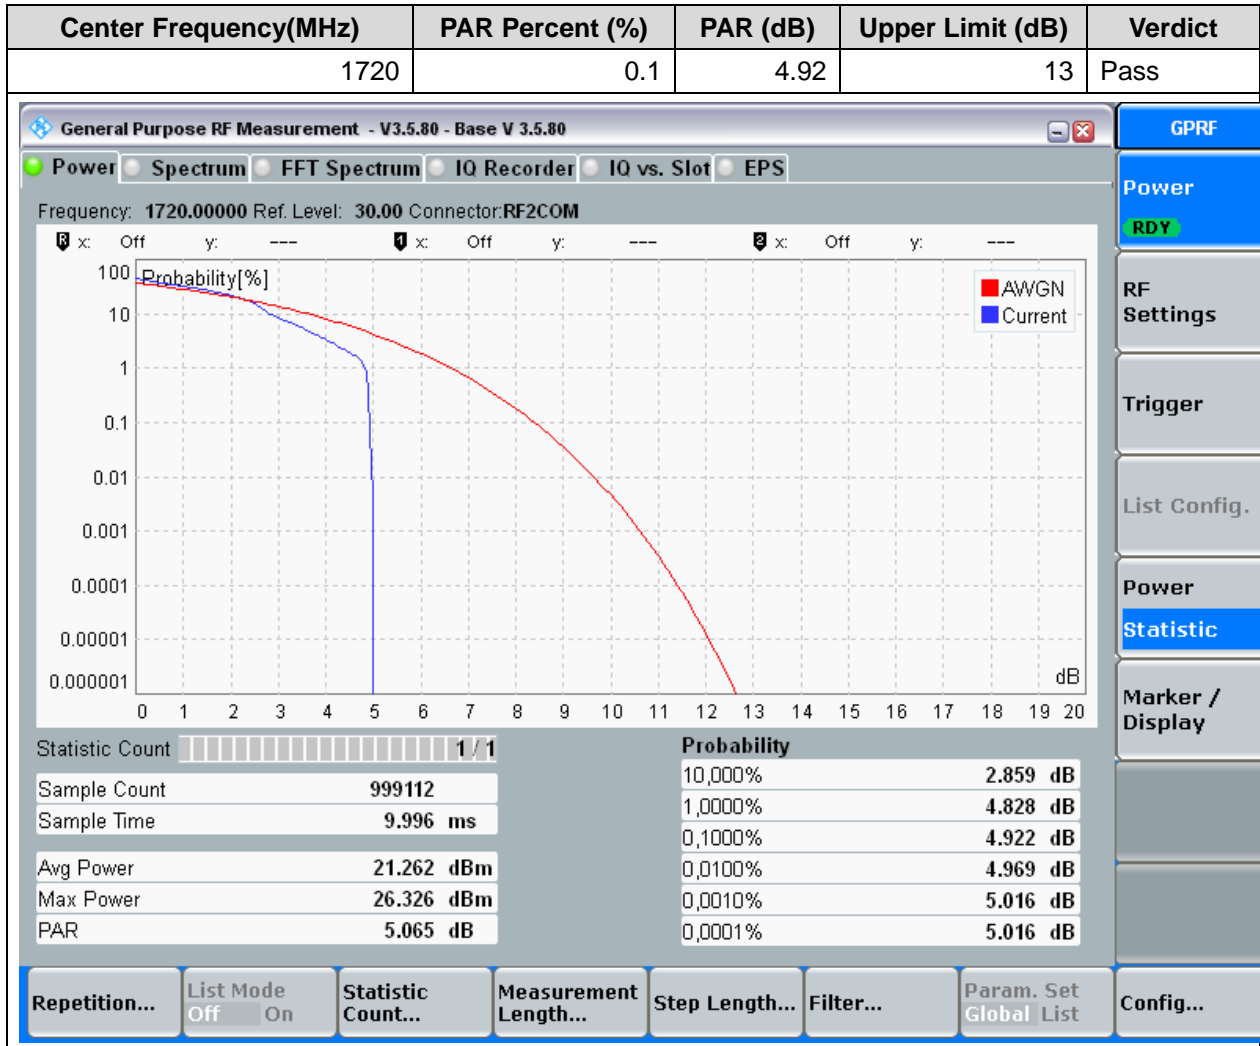 Center Frequency(MHz) PAR Percent (%) PAR (dB) Upper Limit (dB) Verdict
1720 0.1 4.92 13 Pass
General Purpose RF Measurement - V3.5.80 - Base V 3.5.80
GPRF
Power Spectrum FFT Spectrum IQ Recorder IQ vs. Slot EPS
Power
RDY
Frequency: 1720.00000 Ref. Level: 30.00 Connector:RF2COM
R x: Off y: --- 1 x: Off y: --- 2 x: Off y: ---
Probability[%]
AWGN
Current
100
10
1
0.1
0.01
0.001
0.0001
0.00001
0.000001
dB
0 1 2 3 4 5 6 7 8 9 10 11 12 13 14 15 16 17 18 19 20
RF
Settings
Trigger
List Config.
Power
Statistic
Marker /
Display
Statistic Count 1 / 1
Sample Count 999112
Sample Time 9.996 ms
Avg Power 21.262 dBm
Max Power 26.326 dBm
PAR 5.065 dB
Probability
10,000% 2.859 dB
1,0000% 4.828 dB
0,1000% 4.922 dB
0,0100% 4.969 dB
0,0010% 5.016 dB
0,0001% 5.016 dB
Repetition...
List Mode
Off On
Statistic
Count...
Measurement
Length...
Step Length...
Filter...
Param. Set
Global List
Config...